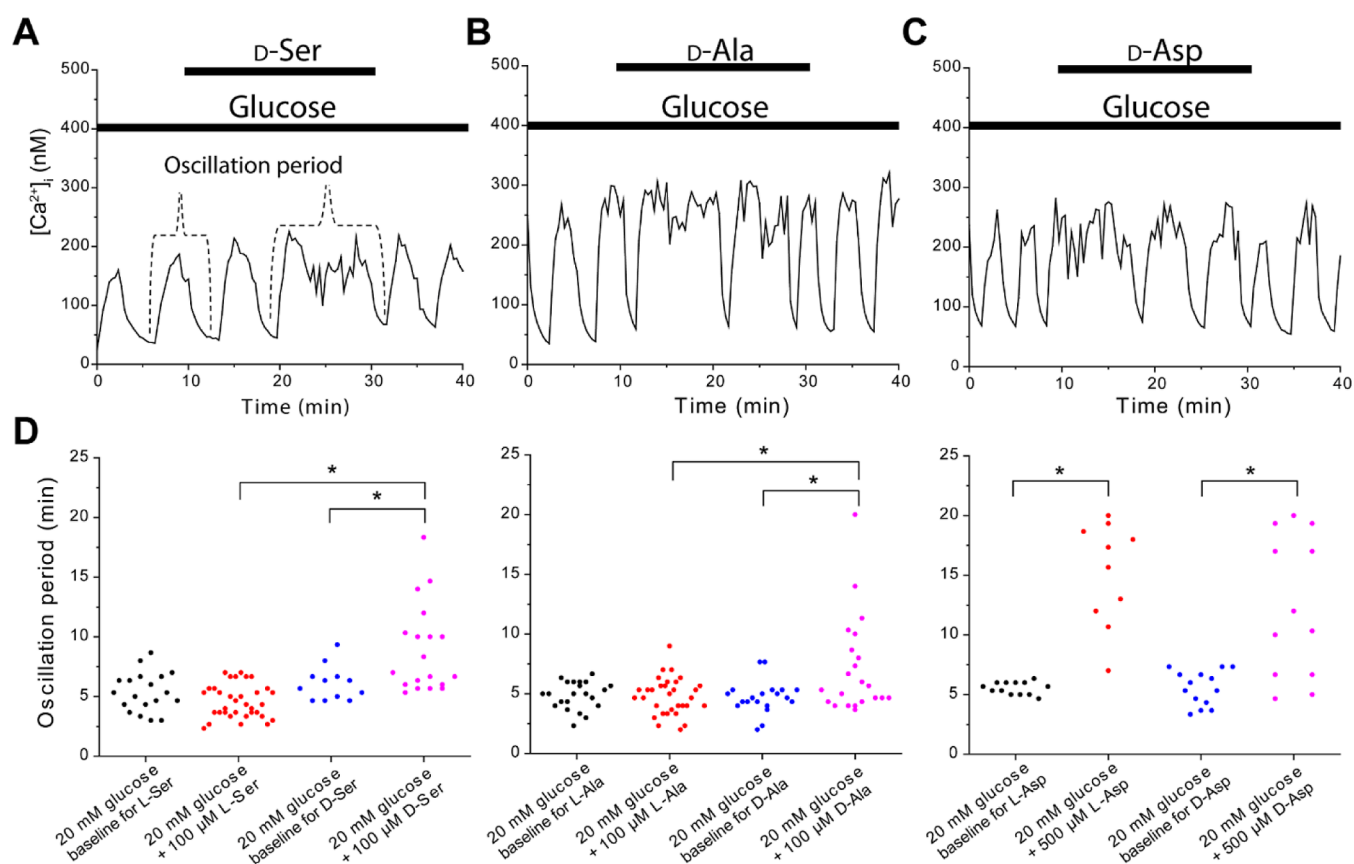 A
D-Ser
500
Glucose
400
Oscillation period
300
200
100
0
[Ca²⁺]ᵢ (nM)
0 10 20 30 40
Time (min)
B
D-Ala
500
Glucose
400
300
200
100
0
0 10 20 30 40
Time (min)
C
D-Asp
500
Glucose
400
300
200
100
0
0 10 20 30 40
Time (min)
D
Oscillation period (min)
25
20
15
10
5
0
*
*
20 mM glucose
baseline for L-Ser
20 mM glucose
+ 100 µM L-Ser
20 mM glucose
baseline for D-Ser
20 mM glucose
+ 100 µM D-Ser
25
20
15
10
5
0
*
*
20 mM glucose
baseline for L-Ala
20 mM glucose
+ 100 µM L-Ala
20 mM glucose
baseline for D-Ala
20 mM glucose
+ 100 µM D-Ala
25
20
15
10
5
0
*
*
20 mM glucose
baseline for L-Asp
20 mM glucose
+ 500 µM L-Asp
20 mM glucose
baseline for D-Asp
20 mM glucose
+ 500 µM D-Asp